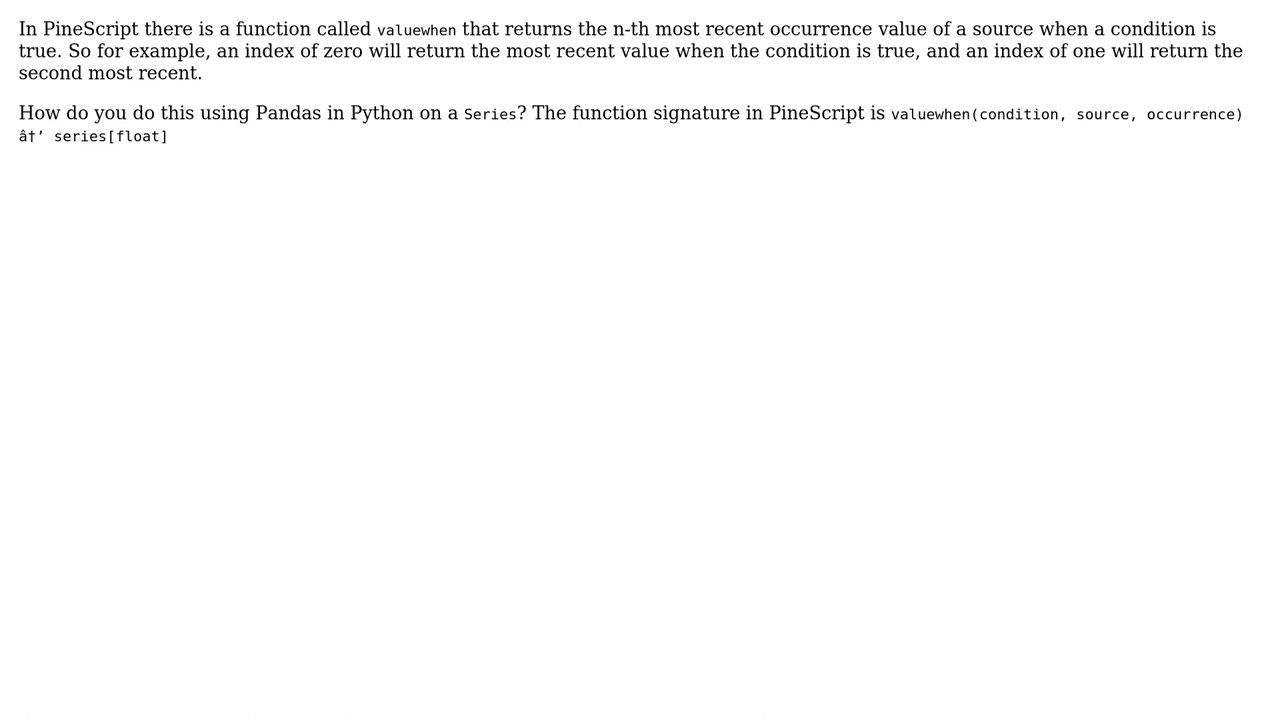 In PineScript there is a function called valuewhen that returns the n-th most recent occurrence value of a source when a condition is
true. So for example, an index of zero will return the most recent value when the condition is true, and an index of one will return the
second most recent.
How do you do this using Pandas in Python on a Series? The function signature in PineScript is valuewhen(condition, source, occurrence)
â†’ series[float]